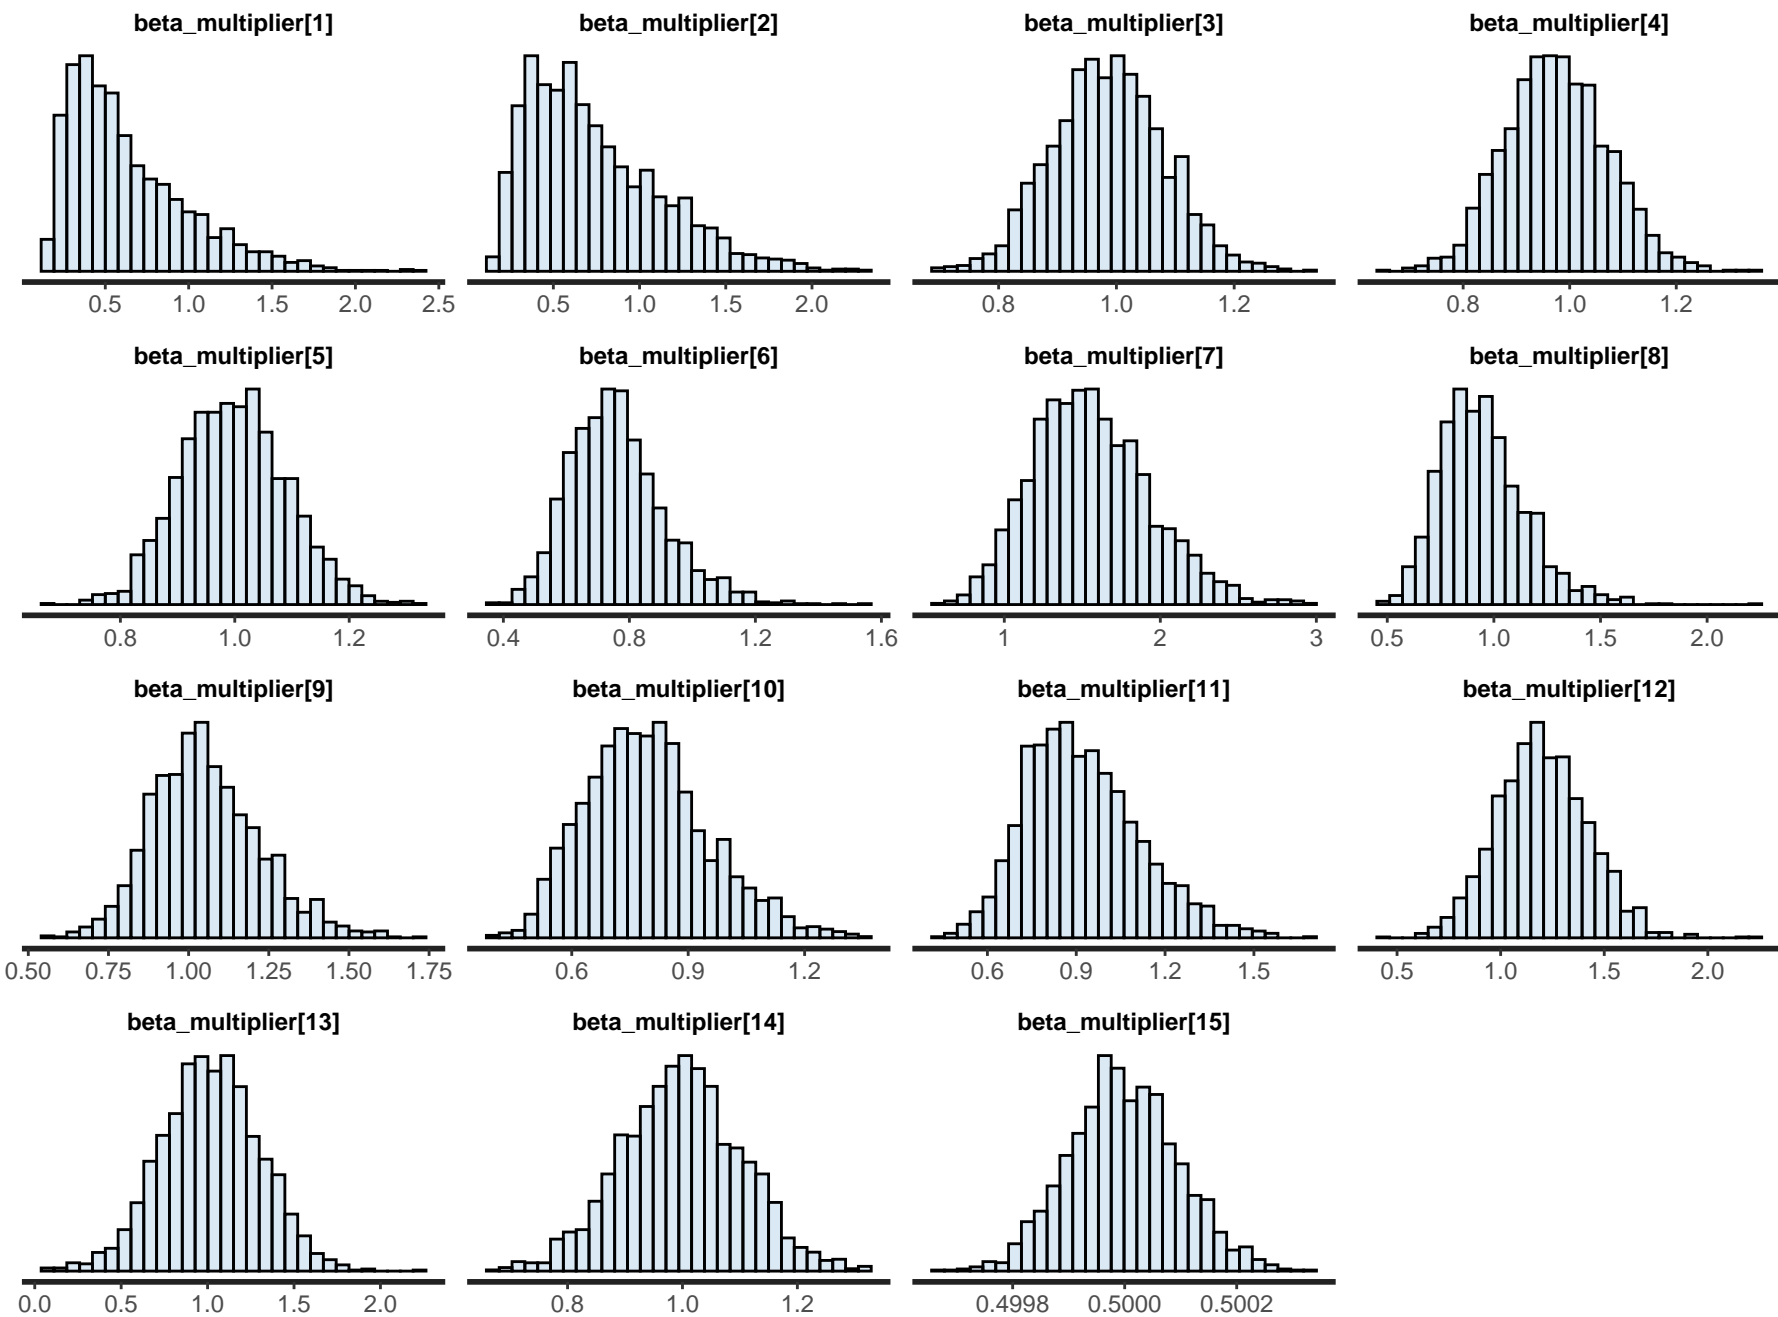 beta_multiplier[1] beta_multiplier[2] beta_multiplier[3] beta_multiplier[4]
0.5 1.0 1.5 2.0 2.5 0.5 1.0 1.5 2.0 0.8 1.0 1.2 0.8 1.0 1.2
beta_multiplier[5] beta_multiplier[6] beta_multiplier[7] beta_multiplier[8]
0.8 1.0 1.2 0.4 0.8 1.2 1.6 1 2 3 0.5 1.0 1.5 2.0
beta_multiplier[9] beta_multiplier[10] beta_multiplier[11] beta_multiplier[12]
0.50 0.75 1.00 1.25 1.50 1.75 0.6 0.9 1.2 0.6 0.9 1.2 1.5 0.5 1.0 1.5 2.0
beta_multiplier[13] beta_multiplier[14] beta_multiplier[15]
0.0 0.5 1.0 1.5 2.0 0.8 1.0 1.2 0.4998 0.5000 0.5002